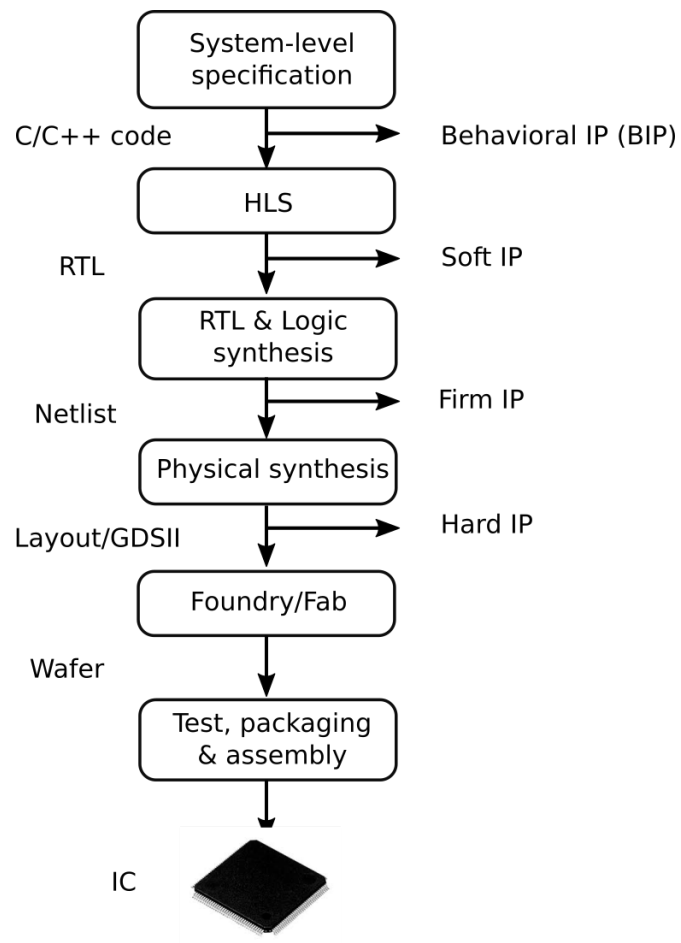 System-level
specification
C/C++ code
Behavioral IP (BIP)
HLS
RTL
Soft IP
RTL & Logic
synthesis
Netlist
Firm IP
Physical synthesis
Layout/GDSII
Hard IP
Foundry/Fab
Wafer
Test, packaging
& assembly
IC